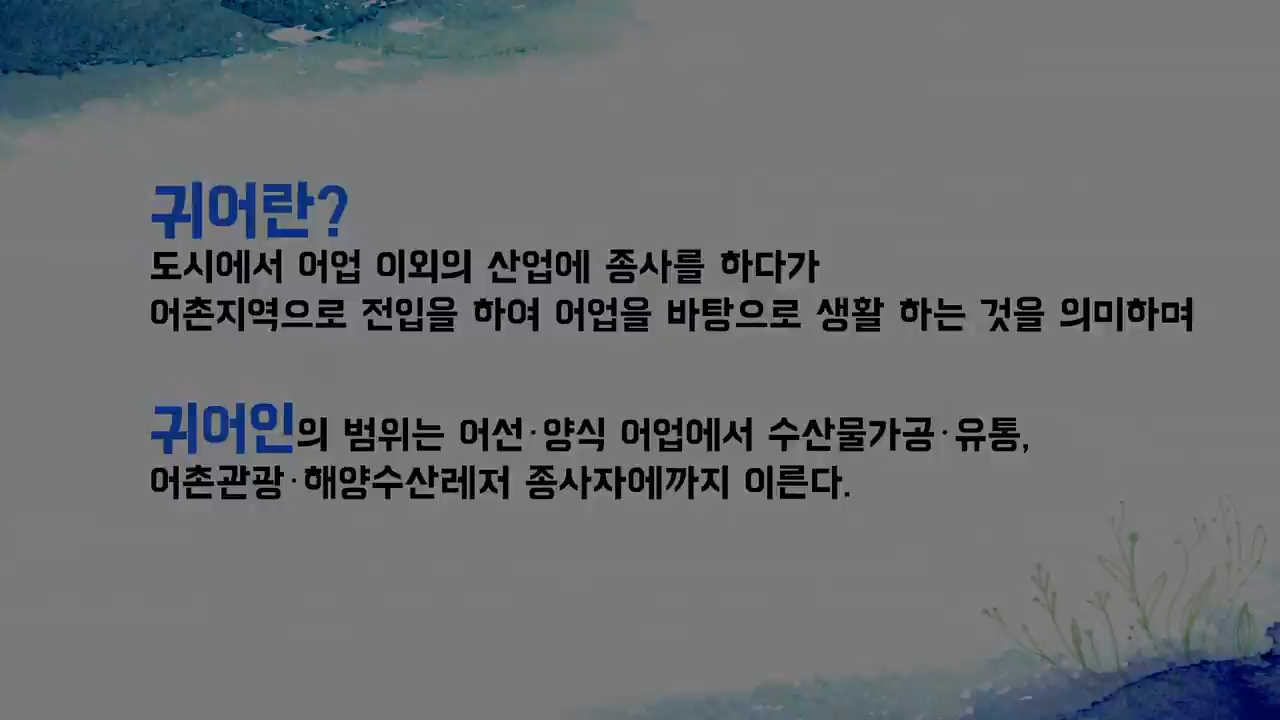 귀어란?
도시에서 어업 이외의 산업에 종사를 하다가
어촌지역으로 전입을 하여 어업을 바탕으로 생활 하는 것을 의미하며
귀어인의 범위는 어선·양식 어업에서 수산물가공·유통,
어촌관광·해양수산레저 종사자에까지 이른다.